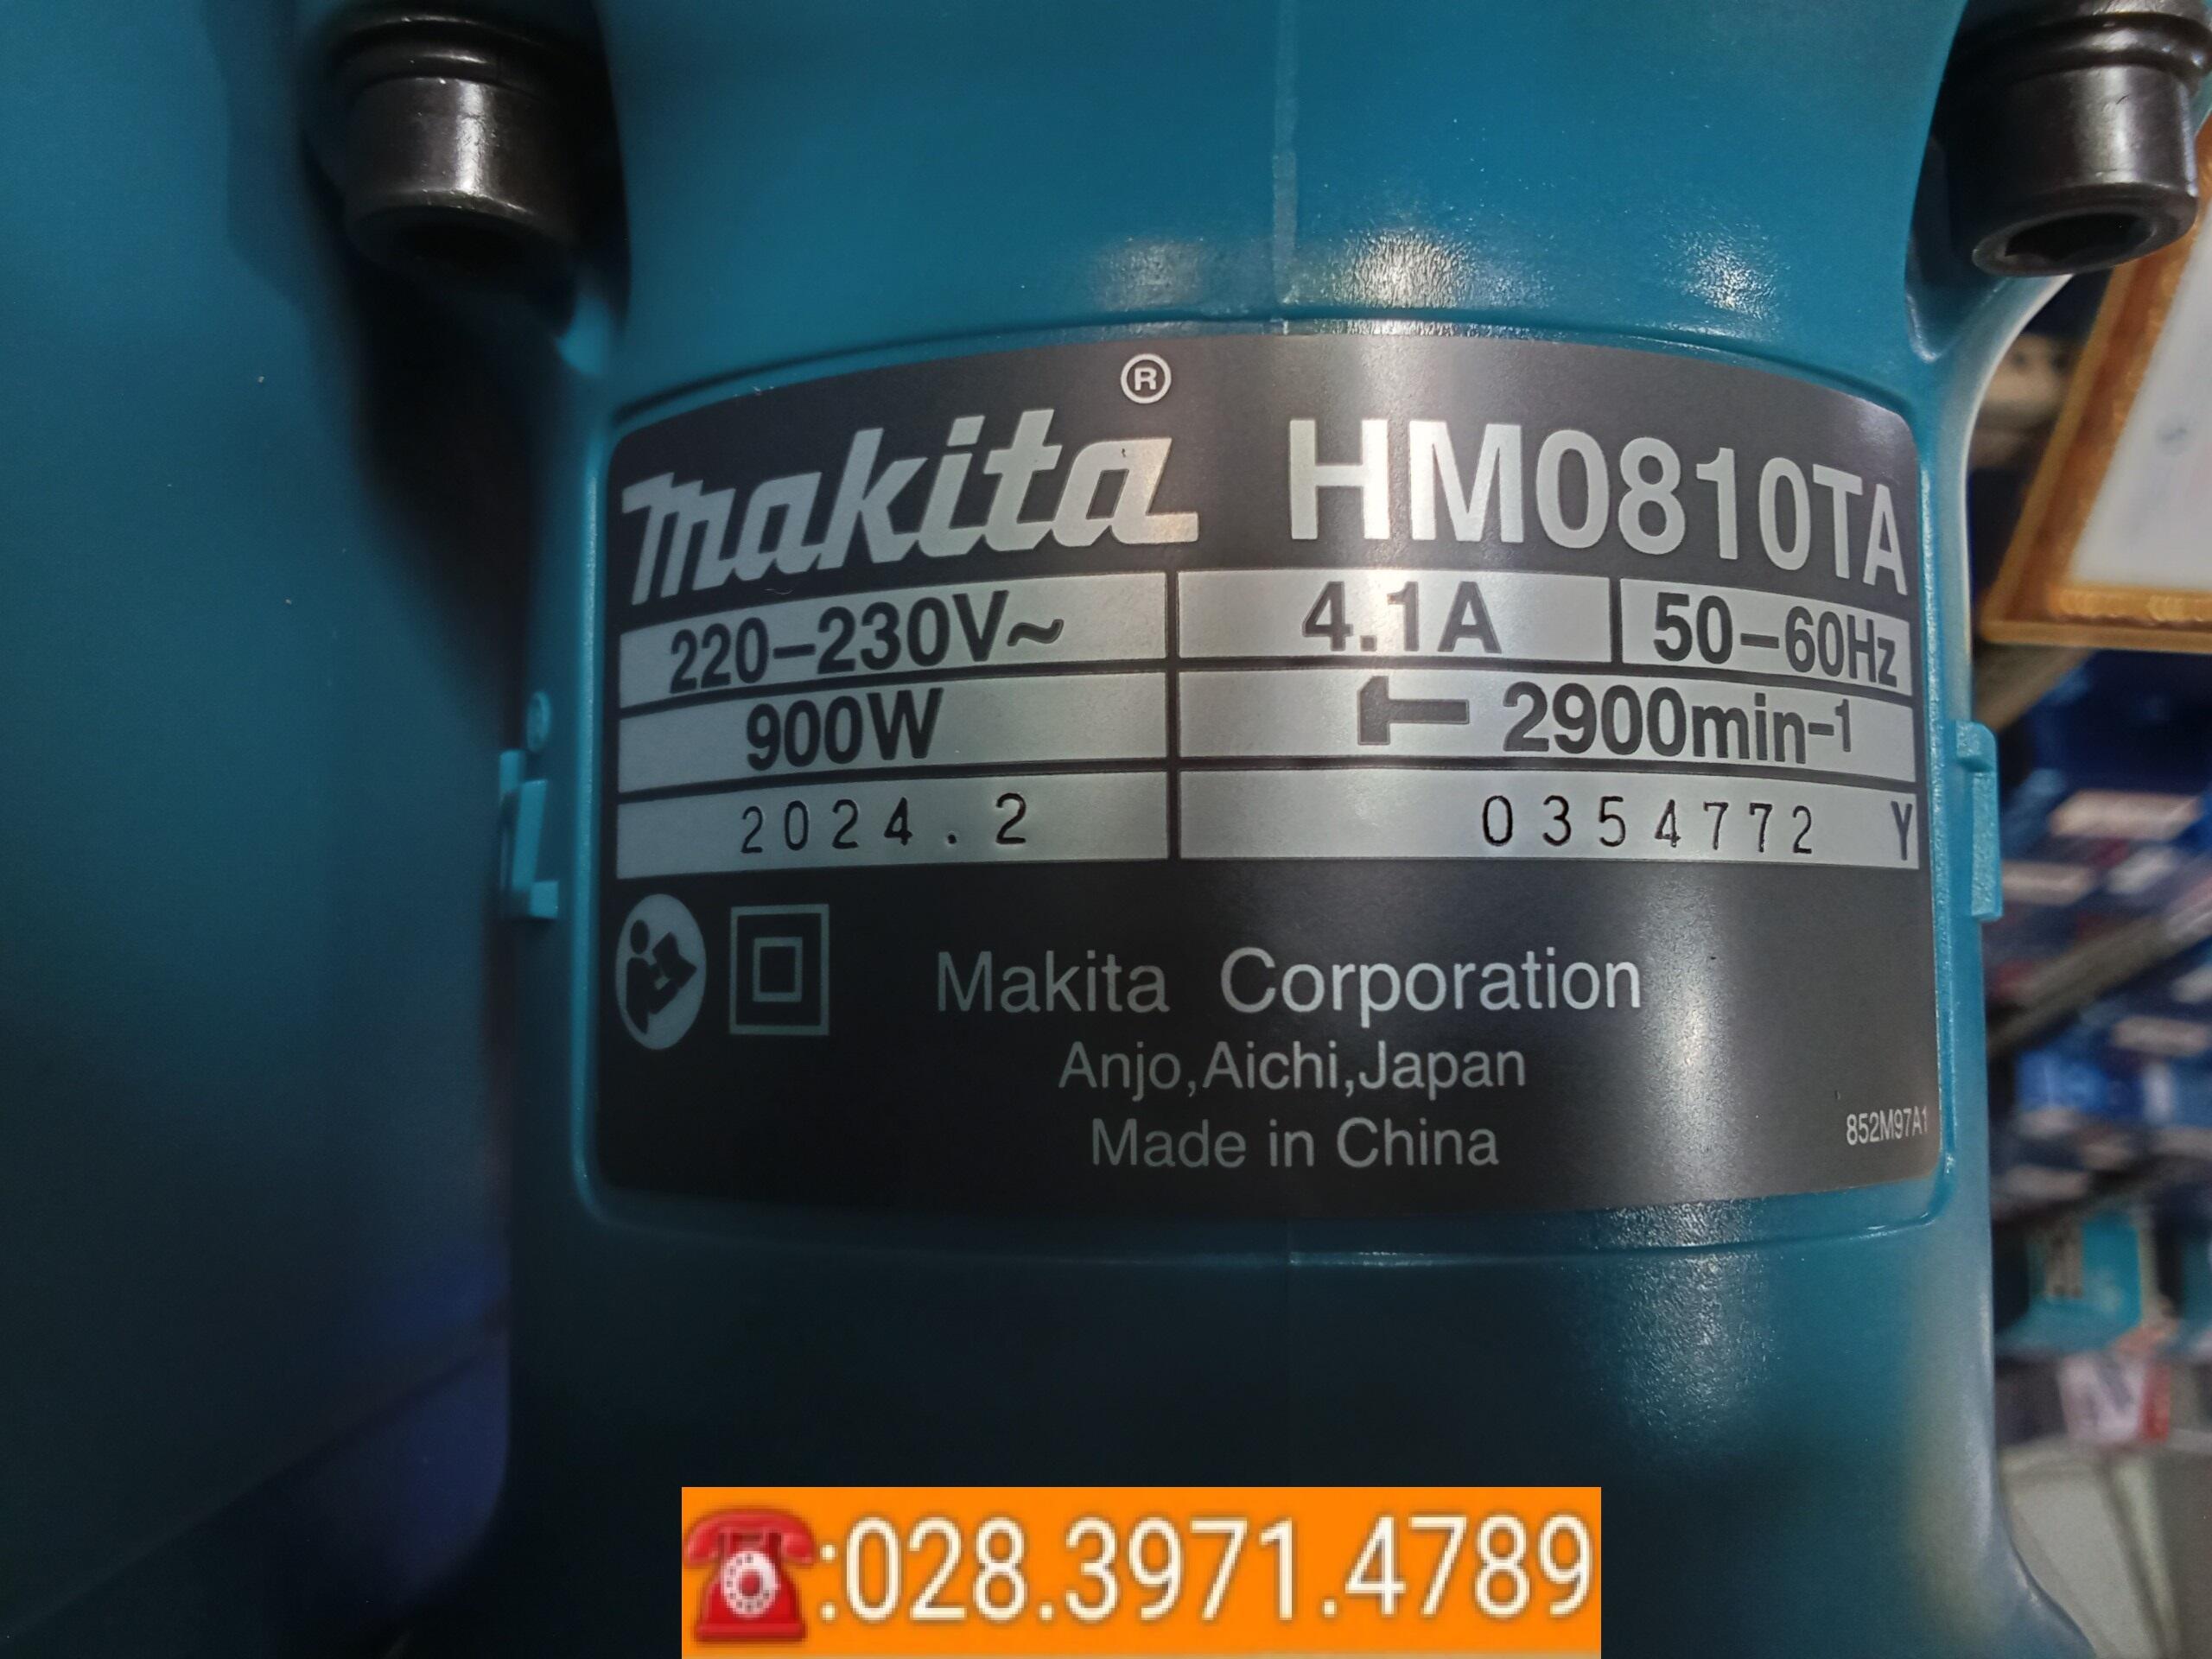 makita® HM0810TA
220–230V~ 4.1A 50–60Hz
900W 2900min-1
2024.2 0354772 Y
Makita Corporation
Anjo,Aichi,Japan
Made in China
852M97A1
☎:028.3971.4789